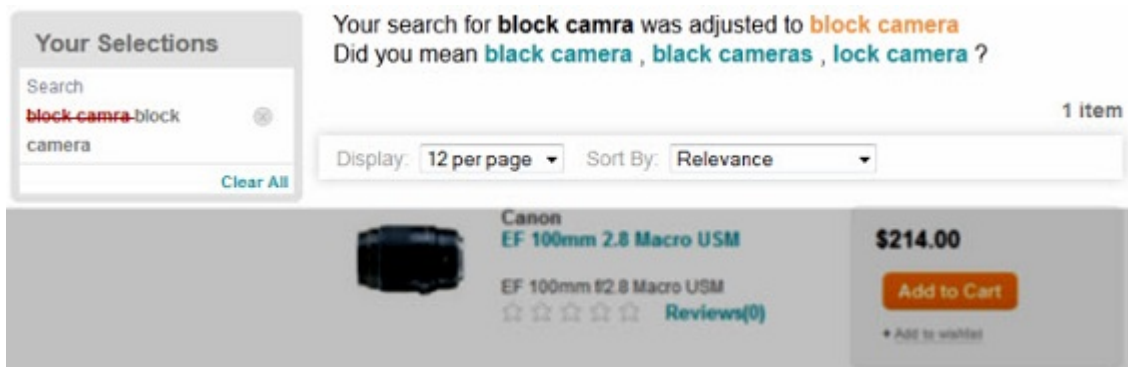 Your Selections
Search
block camra block
camera
Clear All
Your search for block camra was adjusted to block camera
Did you mean black camera , black cameras , lock camera ?
1 item
Display: 12 per page Sort By: Relevance
Canon
EF 100mm 2.8 Macro USM
EF 100mm f/2.8 Macro USM
Reviews(0)
$214.00
Add to Cart
+ Add to wishlist